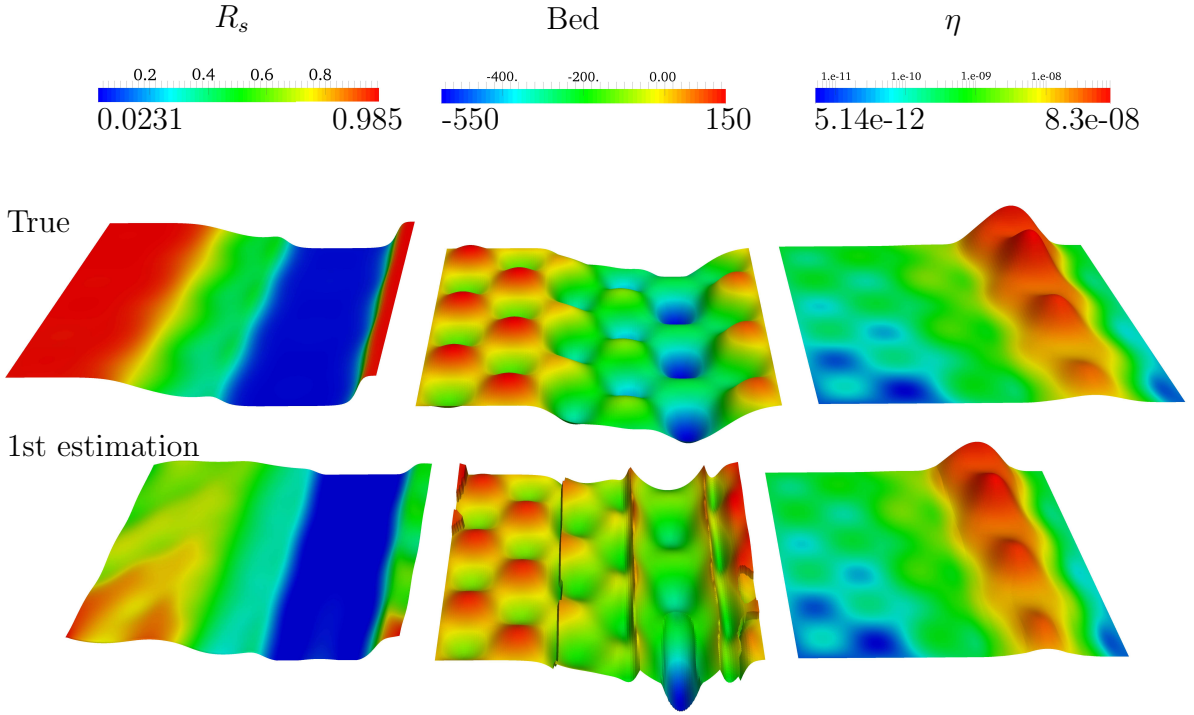 R_s Bed η
0.2 0.4 0.6 0.8
0.0231 0.985
-400. -200. 0.00
-550 150
1.e-11 1.e-10 1.e-09 1.e-08
5.14e-12 8.3e-08
True
1st estimation